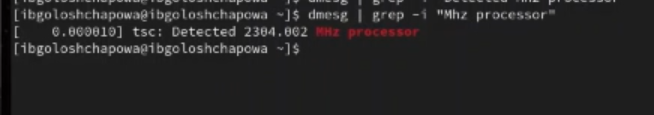 [ibgoloshchapowa@ibgoloshchapowa ~]$ dmesg | grep -i "Mhz processor"
[    0.000010] tsc: Detected 2304.002 MHz processor
[ibgoloshchapowa@ibgoloshchapowa ~]$